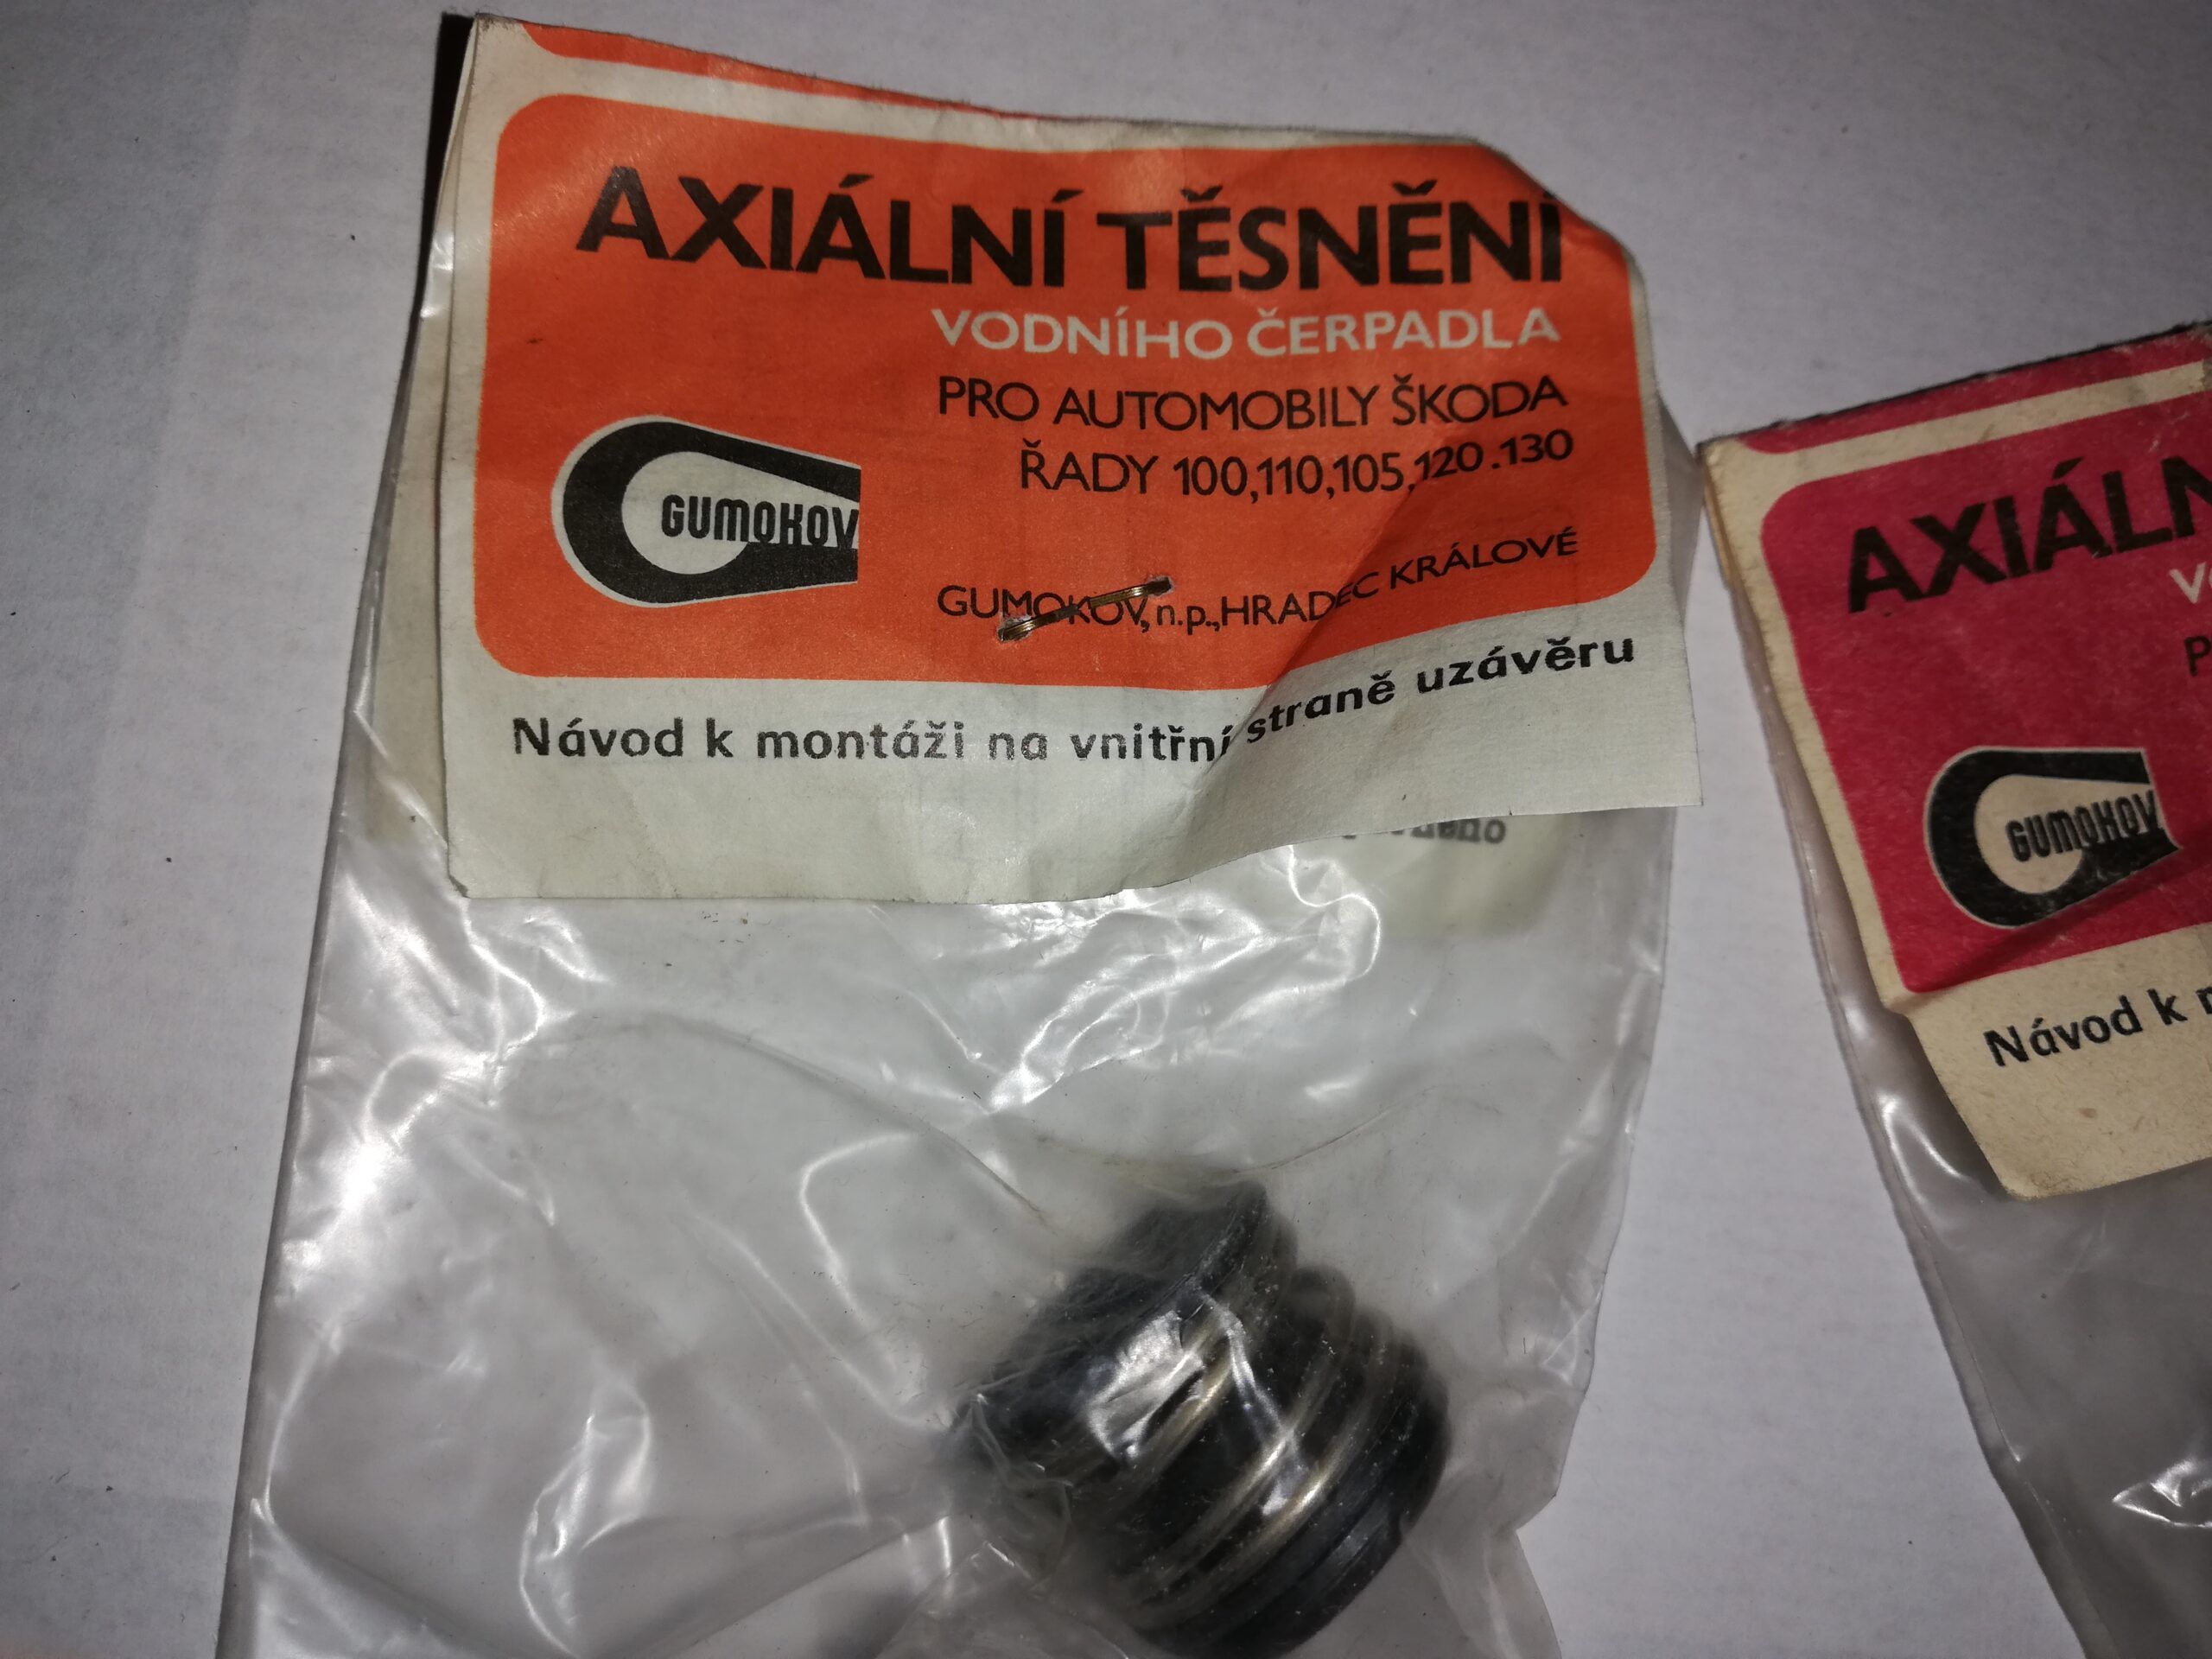 AXIÁLNÍ TĚSNĚNÍ
VODNÍHO ČERPADLA
PRO AUTOMOBILY ŠKODA
ŘADY 100,110,105,120.130
GUMOKOV
GUMOKOV, n.p., HRADEC KRÁLOVÉ
Návod k montáži na vnitřní straně uzávěru
AXIÁLN
V
P
GUMOKOV
Návod k